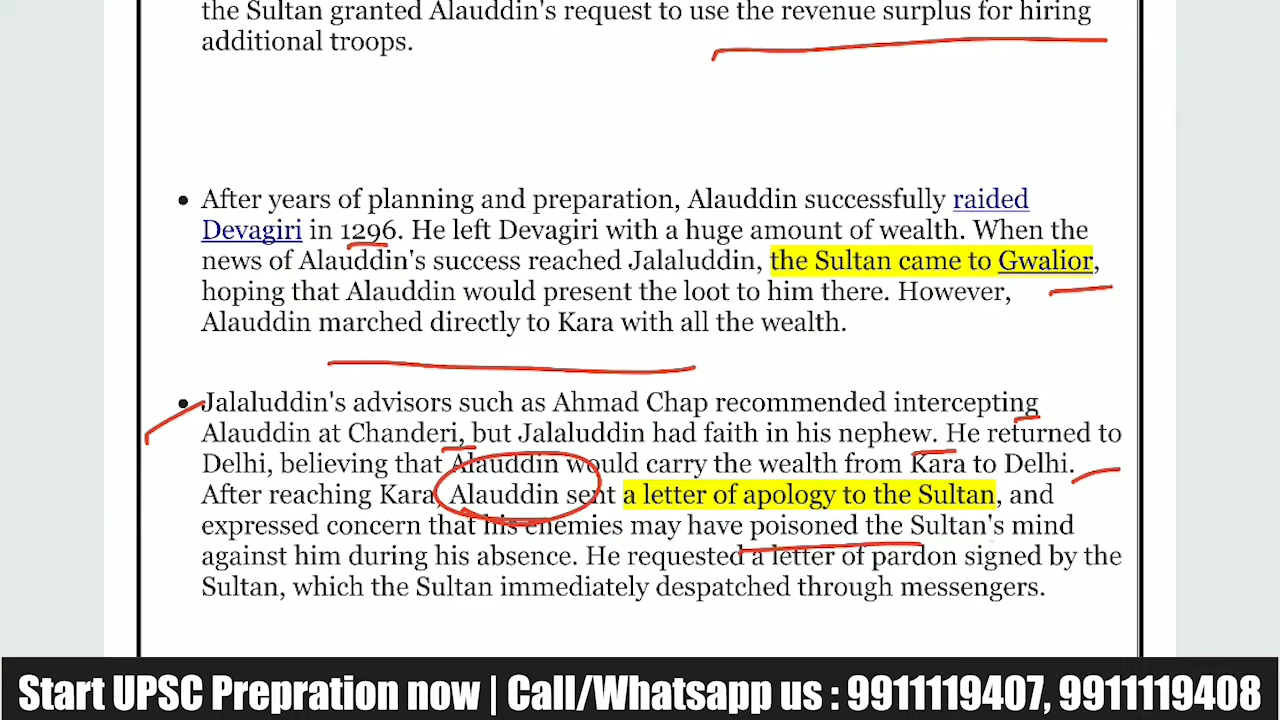 the Sultan granted Alauddin's request to use the revenue surplus for hiring
additional troops.
• After years of planning and preparation, Alauddin successfully raided
Devagiri in 1296. He left Devagiri with a huge amount of wealth. When the
news of Alauddin's success reached Jalaluddin, the Sultan came to Gwalior,
hoping that Alauddin would present the loot to him there. However,
Alauddin marched directly to Kara with all the wealth.
• Jalaluddin's advisors such as Ahmad Chap recommended intercepting
Alauddin at Chanderi, but Jalaluddin had faith in his nephew. He returned to
Delhi, believing that Alauddin would carry the wealth from Kara to Delhi.
After reaching Kara, Alauddin sent a letter of apology to the Sultan, and
expressed concern that his enemies may have poisoned the Sultan's mind
against him during his absence. He requested a letter of pardon signed by the
Sultan, which the Sultan immediately despatched through messengers.
Start UPSC Prepration now | Call/Whatsapp us : 9911119407, 9911119408